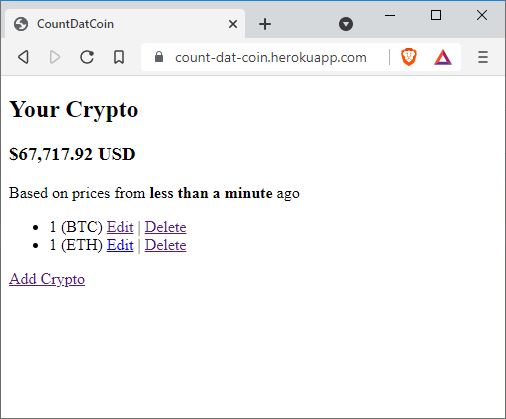 CountDatCoin
count-dat-coin.herokuapp.com
Your Crypto
$67,717.92 USD
Based on prices from less than a minute ago
1 (BTC) Edit | Delete
1 (ETH) Edit | Delete
Add Crypto